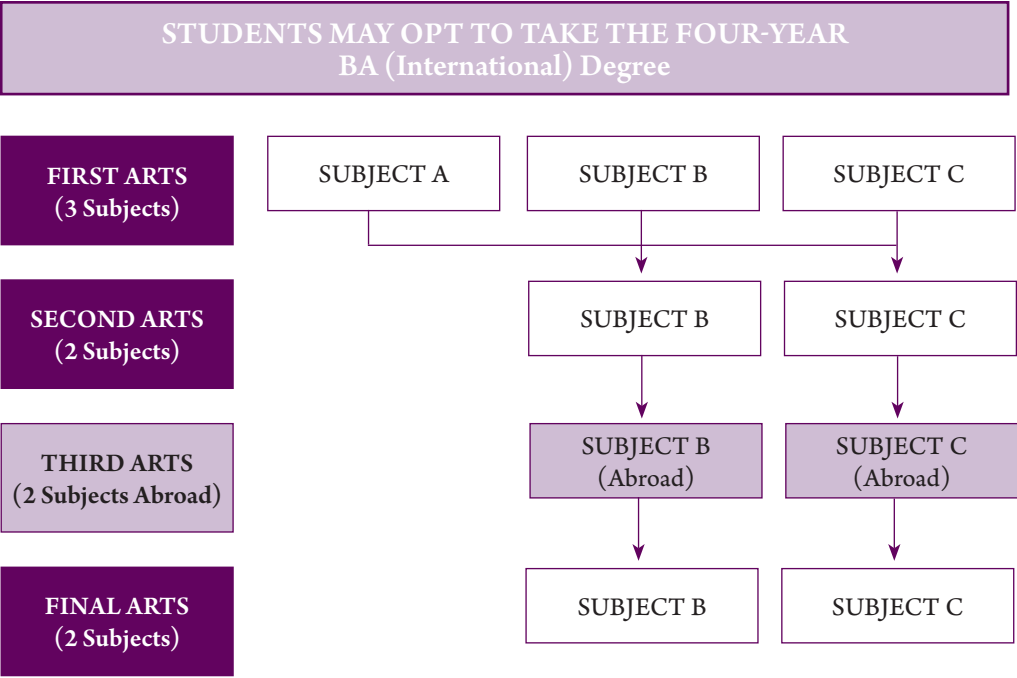 STUDENTS MAY OPT TO TAKE THE FOUR-YEAR
BA (International) Degree
FIRST ARTS
(3 Subjects)
SUBJECT A
SUBJECT B
SUBJECT C
SECOND ARTS
(2 Subjects)
SUBJECT B
SUBJECT C
THIRD ARTS
(2 Subjects Abroad)
SUBJECT B
(Abroad)
SUBJECT C
(Abroad)
FINAL ARTS
(2 Subjects)
SUBJECT B
SUBJECT C